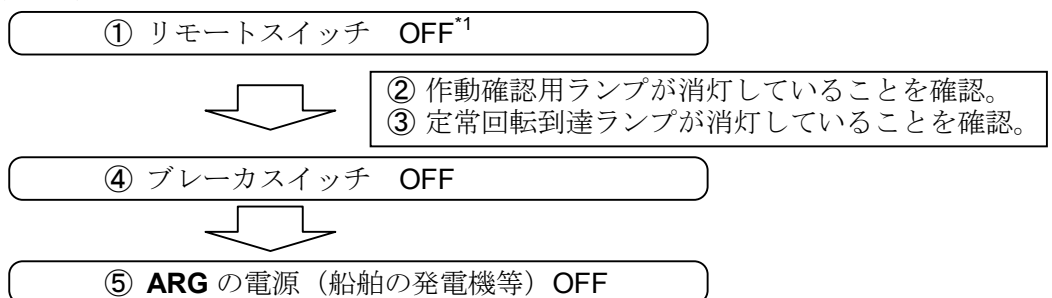 ① リモートスイッチ　OFF*1
② 作動確認用ランプが消灯していることを確認。
③ 定常回転到達ランプが消灯していることを確認。
④ ブレーカスイッチ　OFF
⑤ ARG の電源（船舶の発電機等）OFF